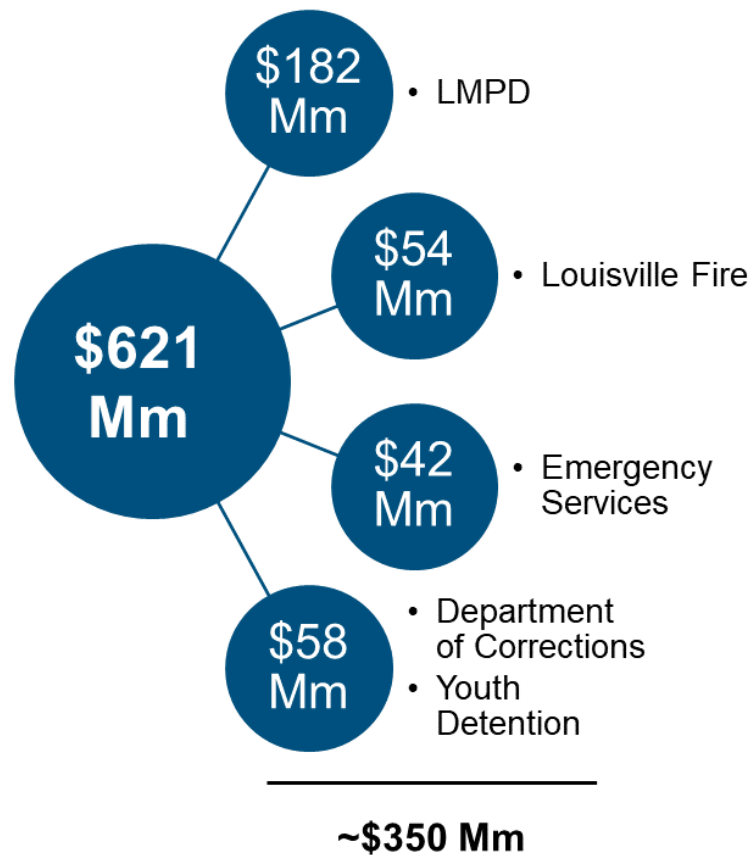 $182
Mm
• LMPD
$54
Mm
• Louisville Fire
$621
Mm
$42
Mm
• Emergency
Services
$58
Mm
• Department
of Corrections
• Youth
Detention
~$350 Mm